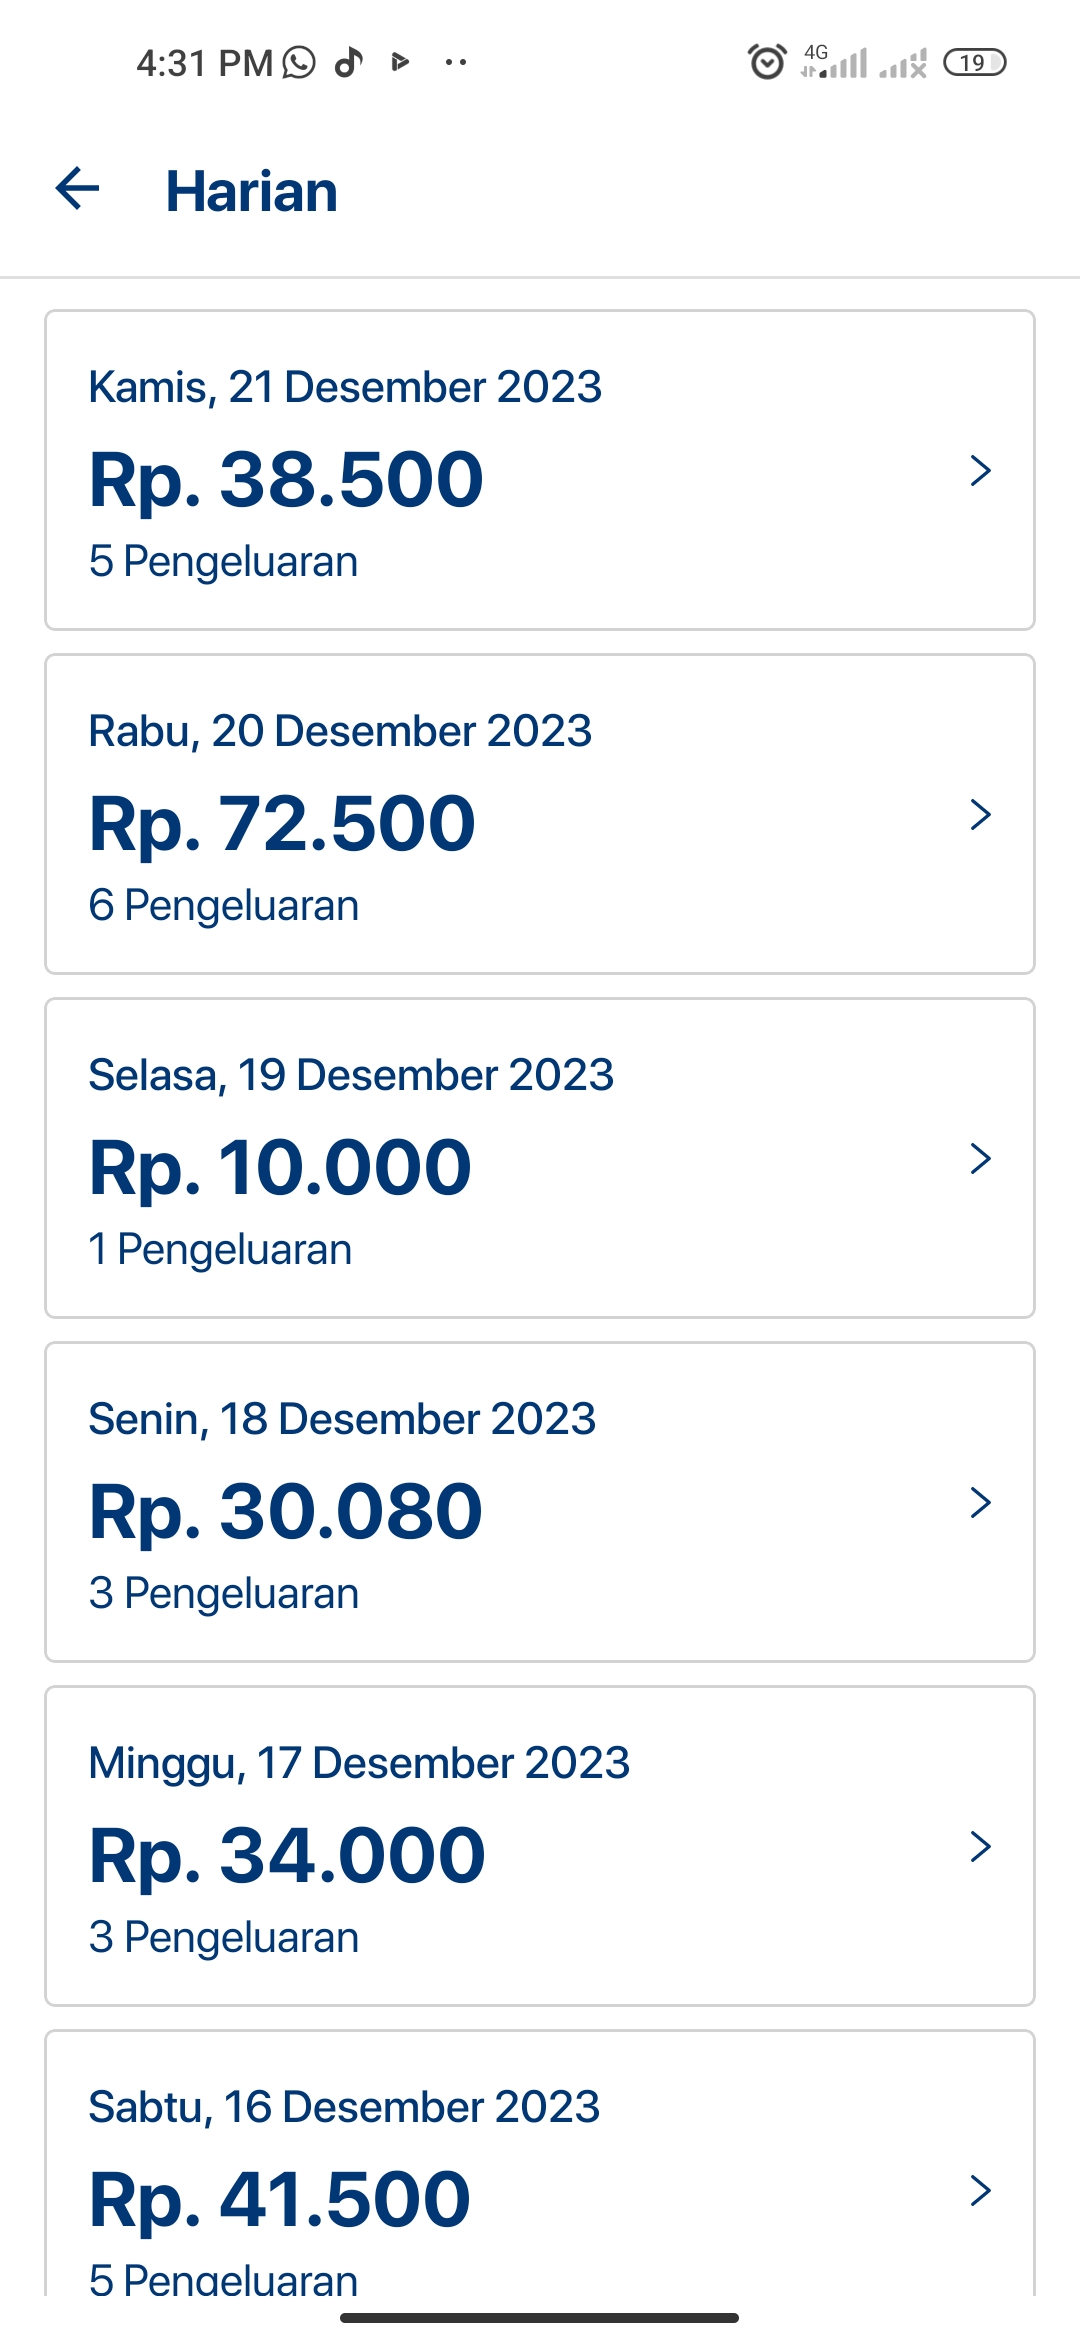 4:31 PM
4G
19
Harian
Kamis, 21 Desember 2023
Rp. 38.500
5 Pengeluaran
Rabu, 20 Desember 2023
Rp. 72.500
6 Pengeluaran
Selasa, 19 Desember 2023
Rp. 10.000
1 Pengeluaran
Senin, 18 Desember 2023
Rp. 30.080
3 Pengeluaran
Minggu, 17 Desember 2023
Rp. 34.000
3 Pengeluaran
Sabtu, 16 Desember 2023
Rp. 41.500
5 Pengeluaran